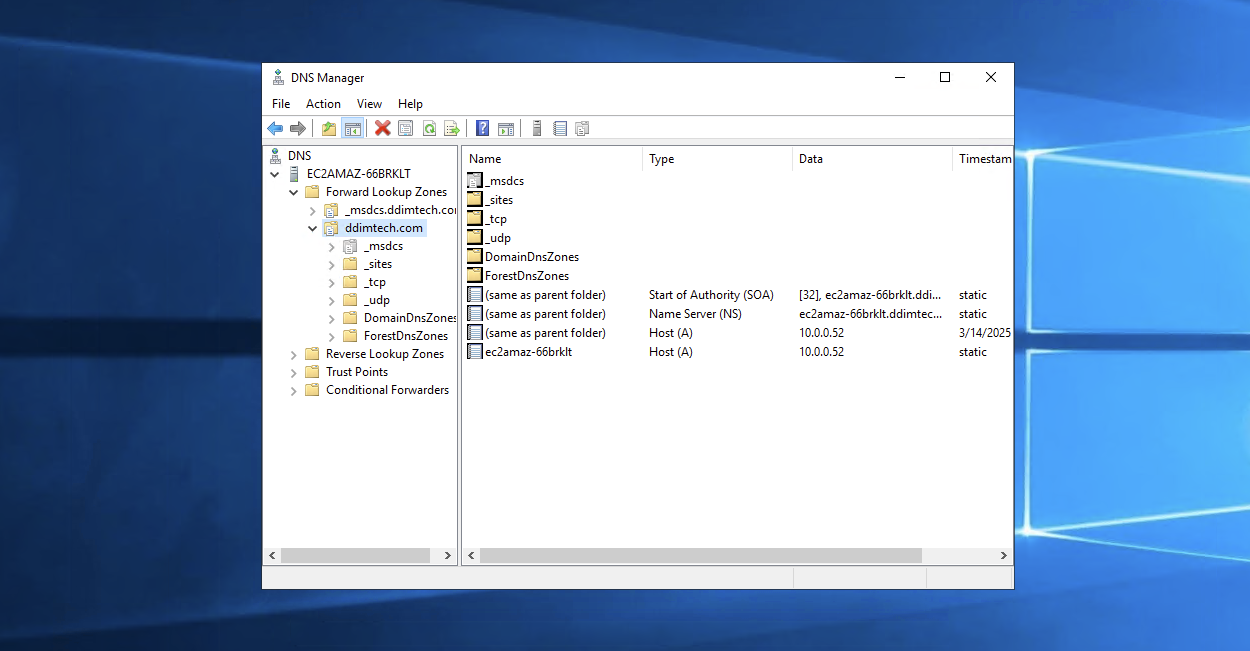 DNS Manager
File Action View Help
DNS
EC2AMAZ-66BRKLT
Forward Lookup Zones
_msdcs.ddimtech.com
ddimtech.com
_msdcs
_sites
_tcp
_udp
DomainDnsZones
ForestDnsZones
Reverse Lookup Zones
Trust Points
Conditional Forwarders
Name Type Data Timestam
_msdcs
_sites
_tcp
_udp
DomainDnsZones
ForestDnsZones
(same as parent folder) Start of Authority (SOA) [32], ec2amaz-66brklt.ddi... static
(same as parent folder) Name Server (NS) ec2amaz-66brklt.ddimtec... static
(same as parent folder) Host (A) 10.0.0.52 3/14/2025
ec2amaz-66brklt Host (A) 10.0.0.52 static